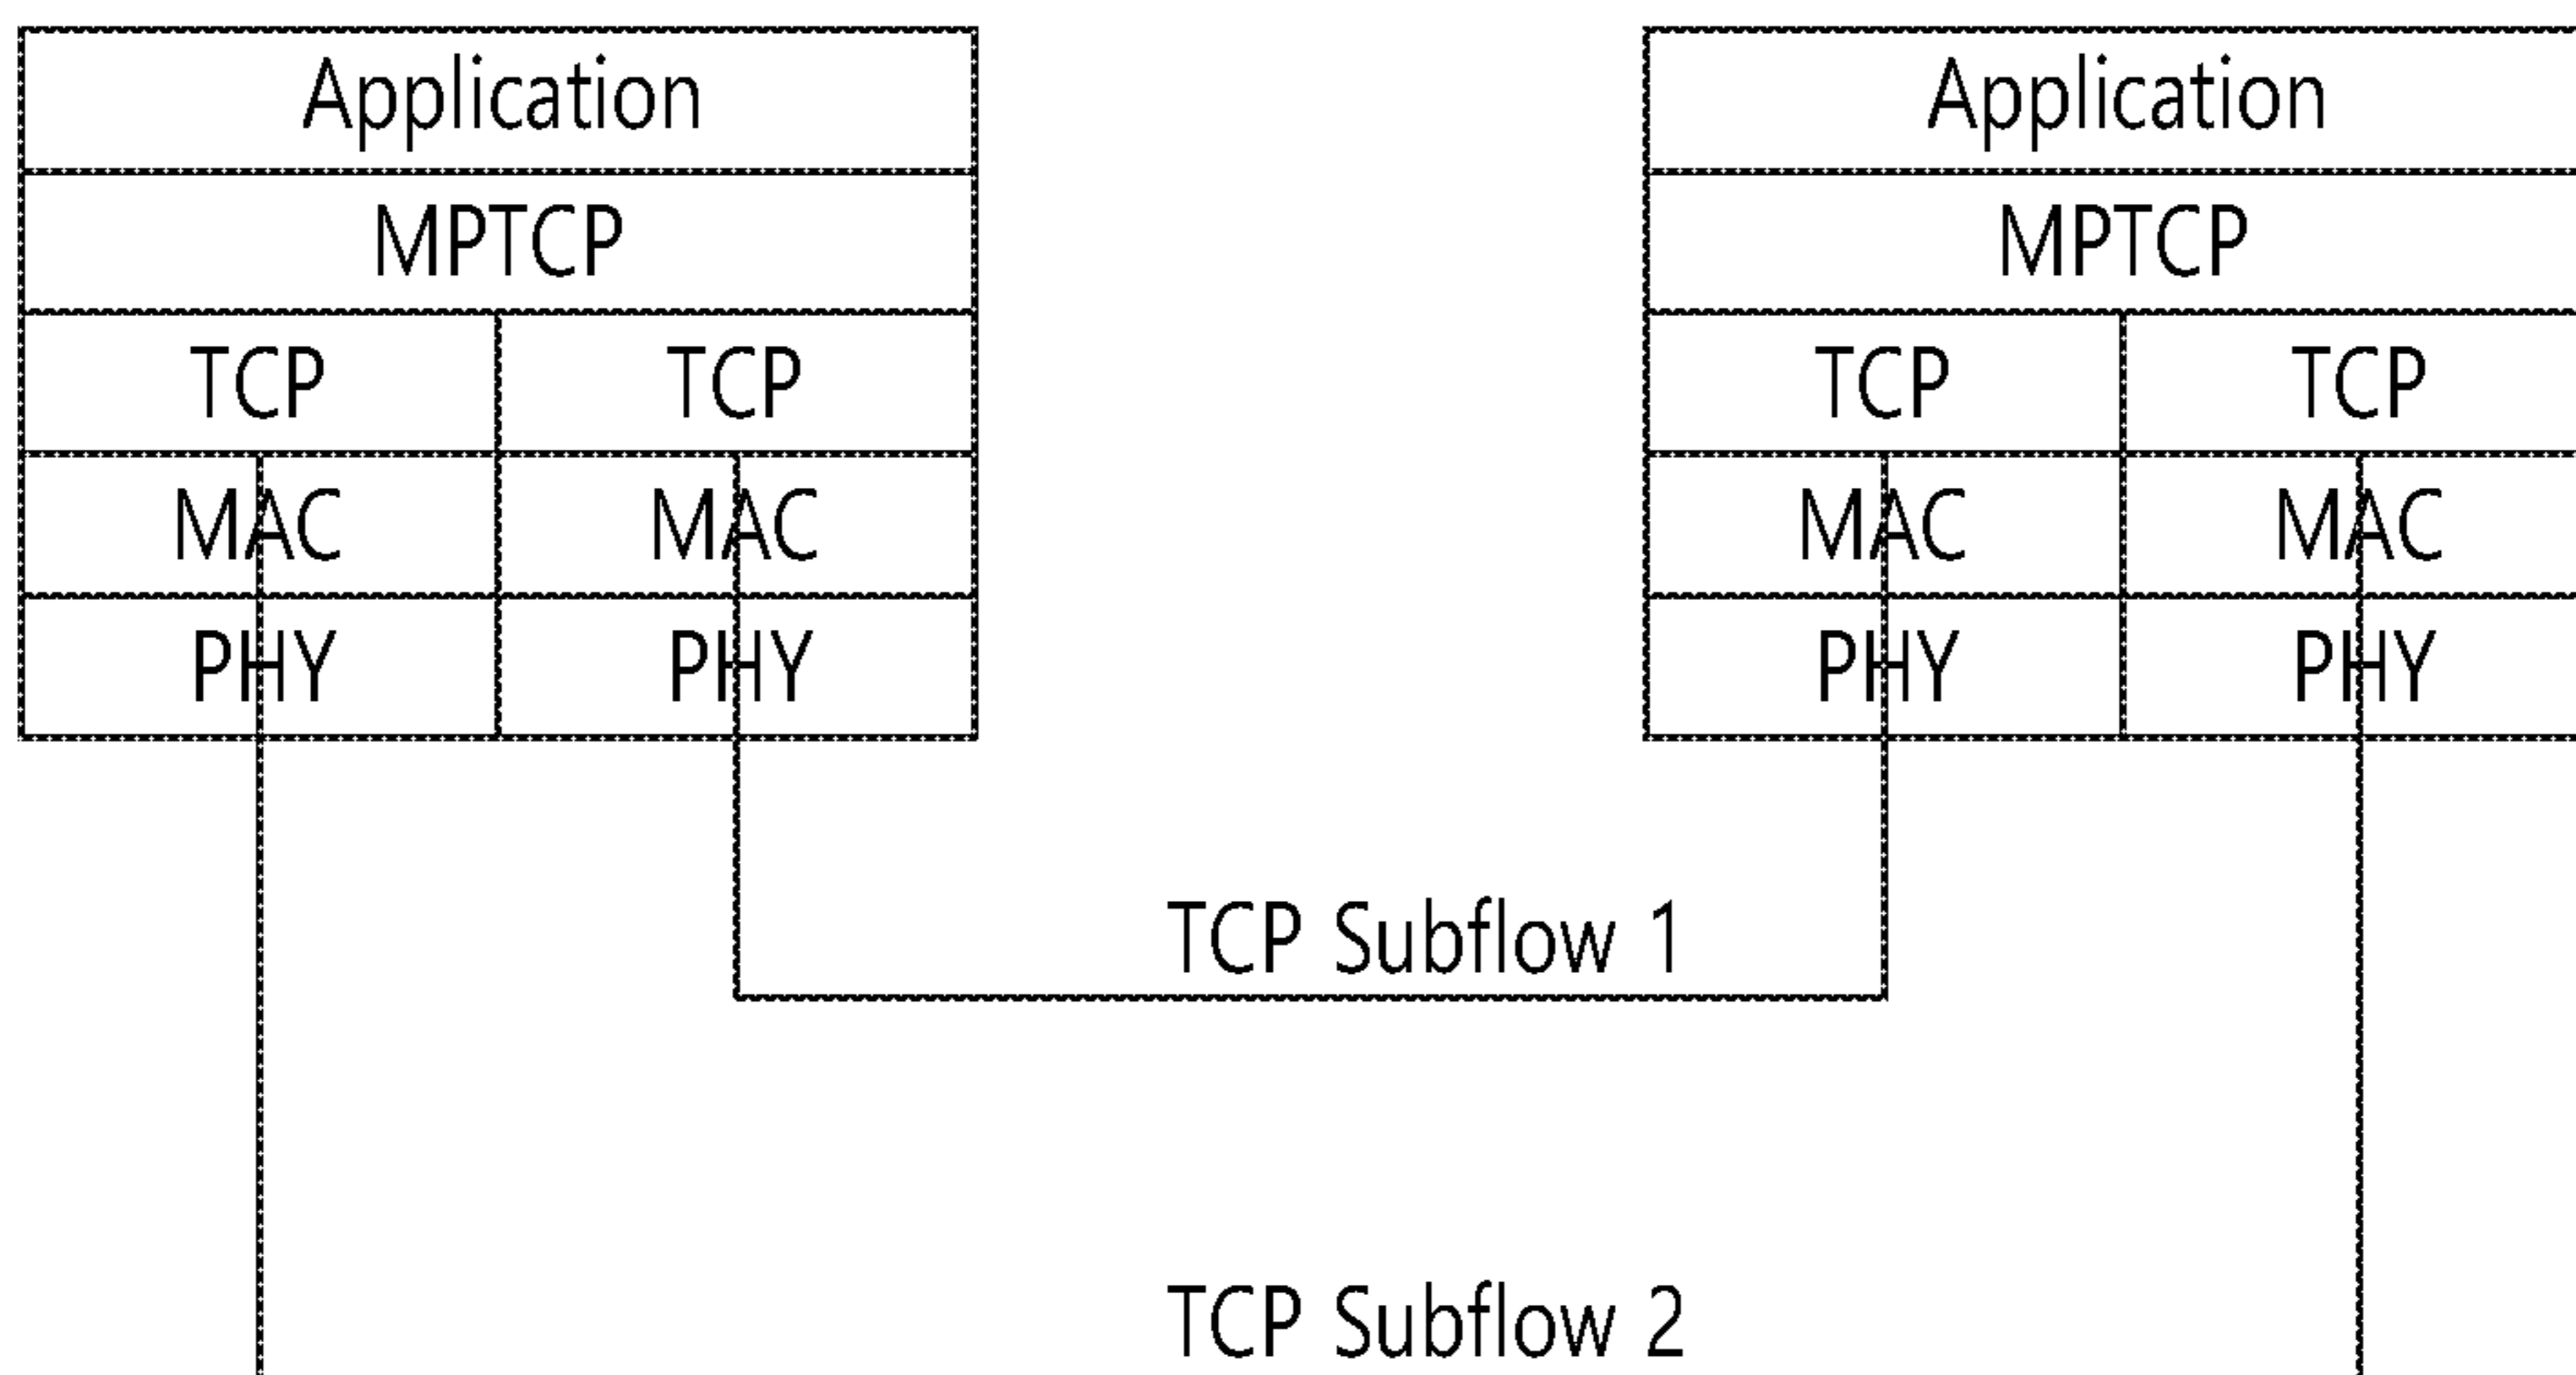 Application
MPTCP
TCP TCP
MAC MAC
PHY PHY
Application
MPTCP
TCP TCP
MAC MAC
PHY PHY
TCP Subflow 1
TCP Subflow 2